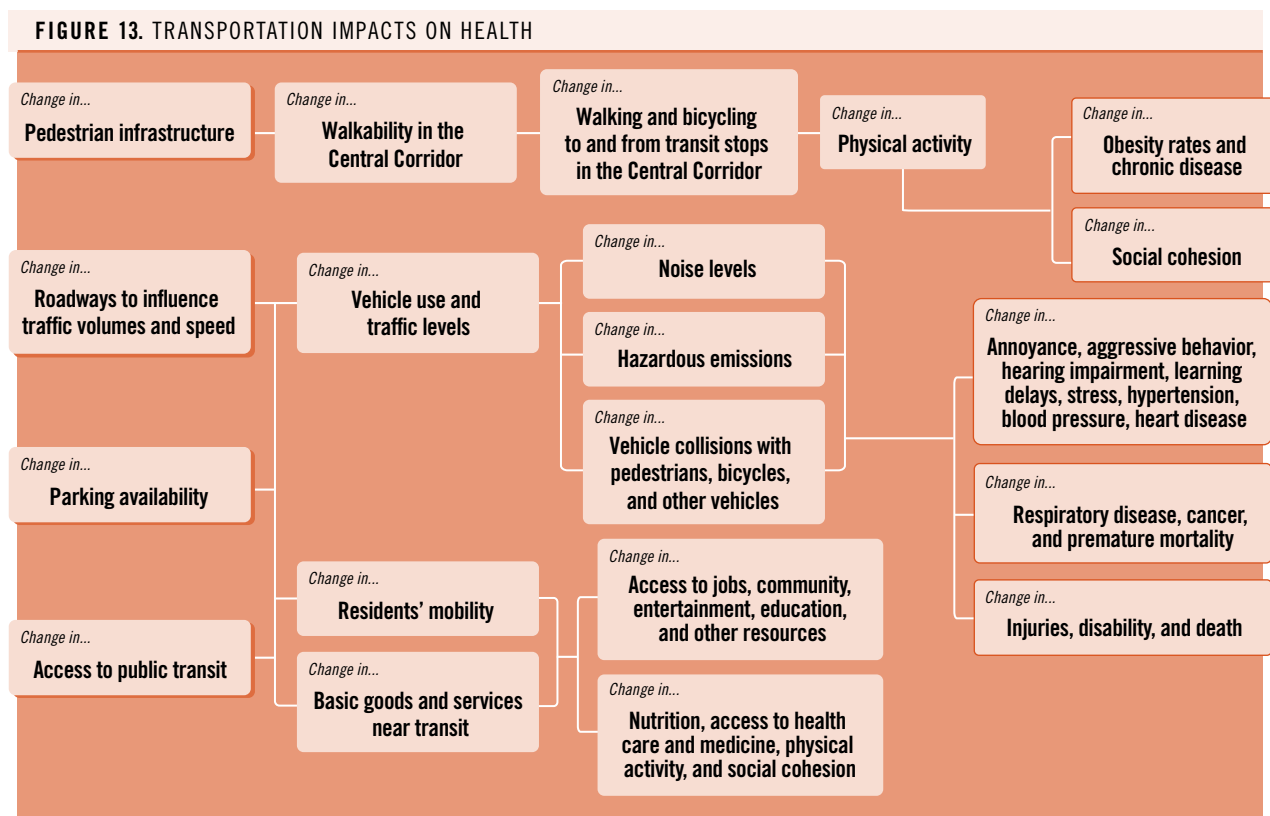 FIGURE 13. TRANSPORTATION IMPACTS ON HEALTH
Change in...
Pedestrian infrastructure
Change in...
Walkability in the
Central Corridor
Change in...
Walking and bicycling
to and from transit stops
in the Central Corridor
Change in...
Physical activity
Change in...
Obesity rates and
chronic disease
Change in...
Social cohesion
Change in...
Roadways to influence
traffic volumes and speed
Change in...
Vehicle use and
traffic levels
Change in...
Noise levels
Change in...
Hazardous emissions
Change in...
Vehicle collisions with
pedestrians, bicycles,
and other vehicles
Change in...
Annoyance, aggressive behavior,
hearing impairment, learning
delays, stress, hypertension,
blood pressure, heart disease
Change in...
Respiratory disease, cancer,
and premature mortality
Change in...
Injuries, disability, and death
Change in...
Parking availability
Change in...
Access to public transit
Change in...
Residents’ mobility
Change in...
Basic goods and services
near transit
Change in...
Access to jobs, community,
entertainment, education,
and other resources
Change in...
Nutrition, access to health
care and medicine, physical
activity, and social cohesion